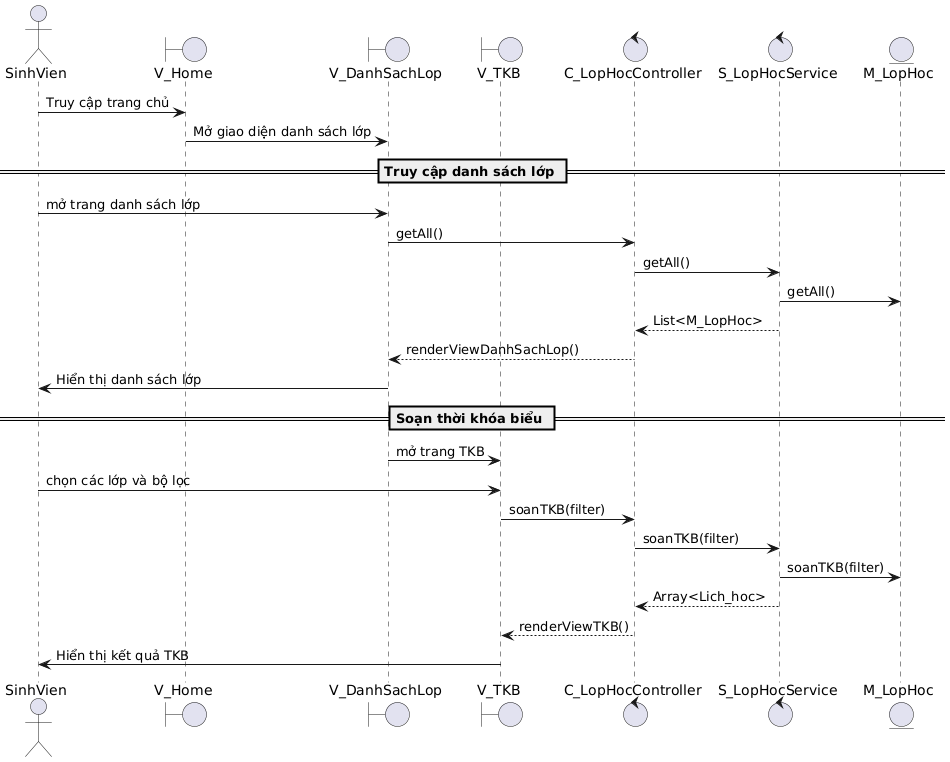 SinhVien
V_Home
V_DanhSachLop
V_TKB
C_LopHocController
S_LopHocService
M_LopHoc
Truy cập trang chủ
Mở giao diện danh sách lớp
Truy cập danh sách lớp
mở trang danh sách lớp
getAll()
getAll()
getAll()
List<M_LopHoc>
renderViewDanhSachLop()
Hiển thị danh sách lớp
Soạn thời khóa biểu
mở trang TKB
chọn các lớp và bộ lọc
soanTKB(filter)
soanTKB(filter)
soanTKB(filter)
Array<Lich_hoc>
renderViewTKB()
Hiển thị kết quả TKB
SinhVien
V_Home
V_DanhSachLop
V_TKB
C_LopHocController
S_LopHocService
M_LopHoc